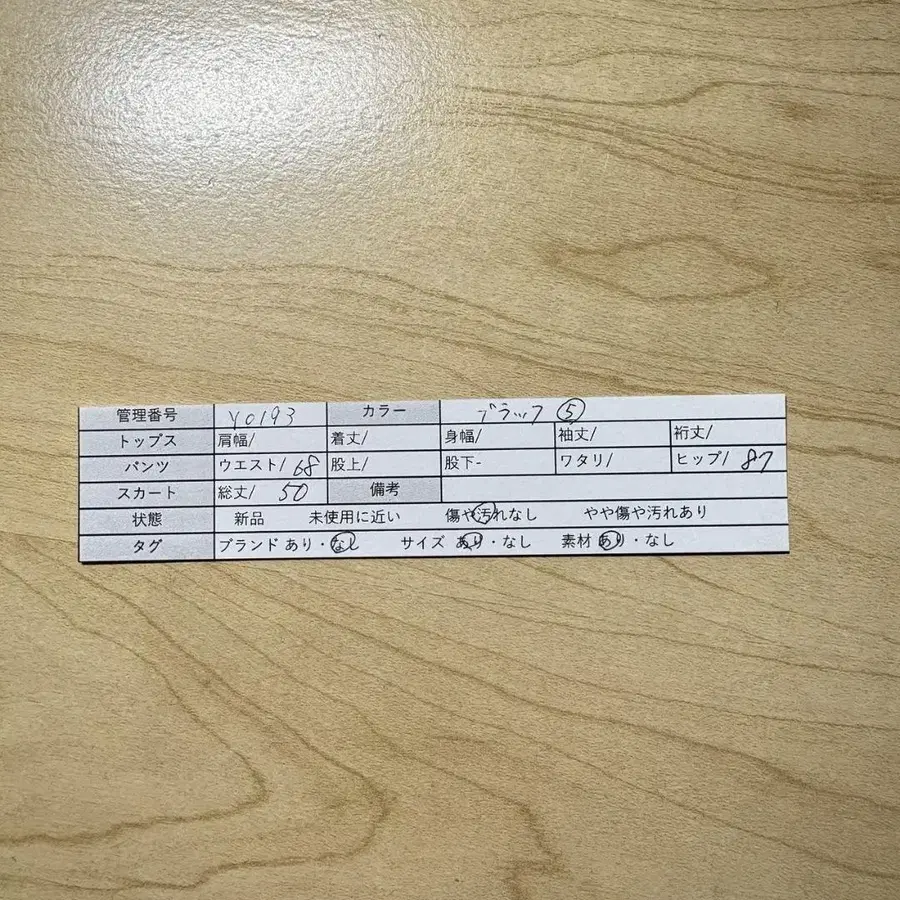 管理番号 Y0193 カラー ブラック ⑤
トップス 肩幅/ 着丈/ 身幅/ 袖丈/ 裄丈/
パンツ ウエスト/ 68 股上/ 股下- ワタリ/ ヒップ/ 87
スカート 総丈/ 50 備考
状態 新品 未使用に近い 傷や汚れなし やや傷や汚れあり
タグ ブランド あり・なし サイズ あり・なし 素材 あり・なし